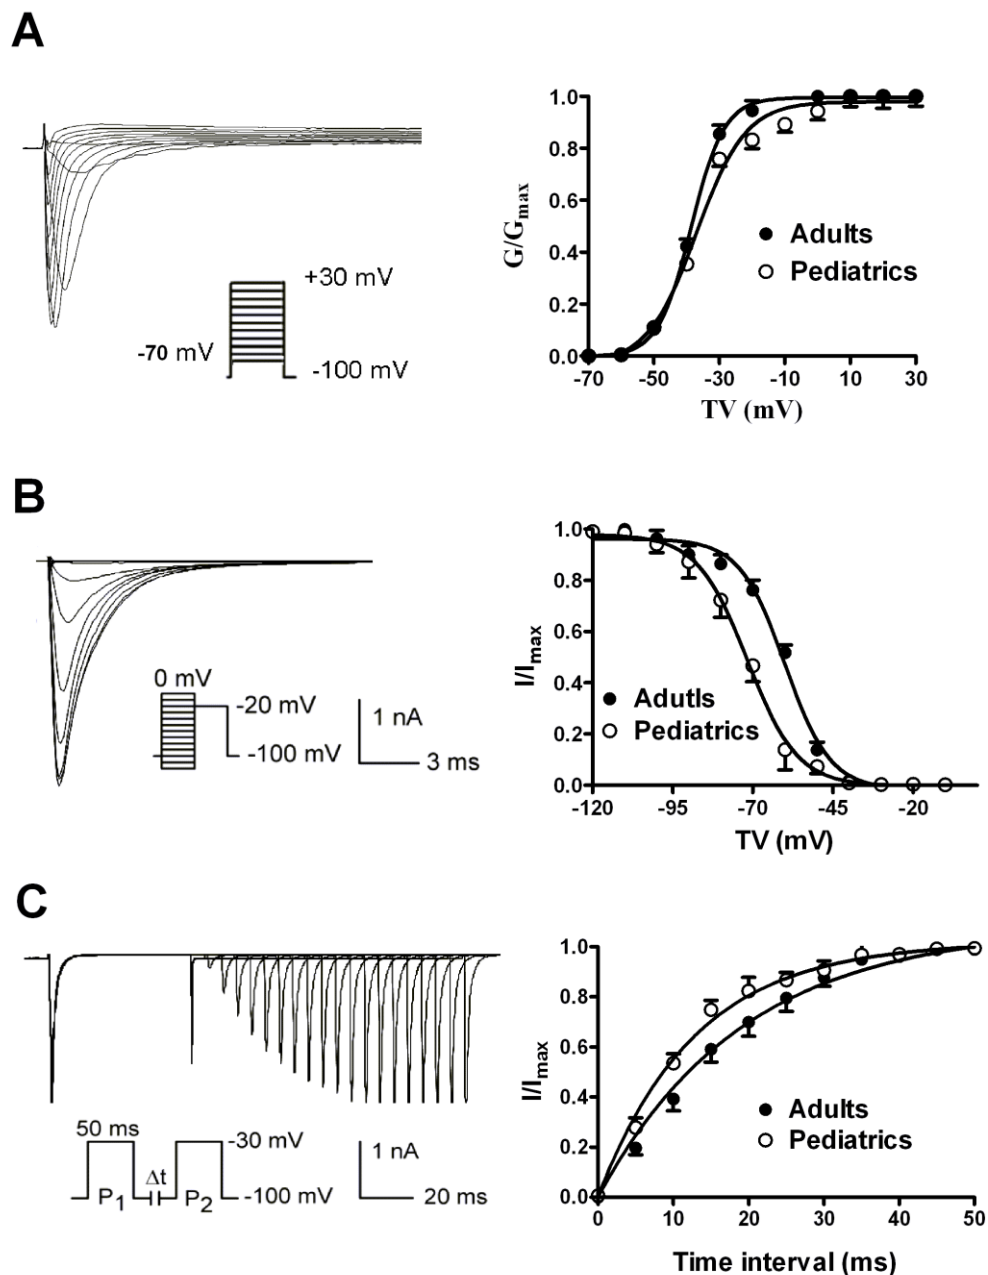 A
+30 mV
-70 mV
-100 mV
G/Gmax
1.0
0.8
0.6
0.4
0.2
0.0
Adults
Pediatrics
-70 -50 -30 -10 10 30
TV (mV)
B
0 mV
-20 mV
-100 mV
1 nA
3 ms
I/Imax
1.0
0.8
0.6
0.4
0.2
0.0
Adutls
Pediatrics
-120 -95 -70 -45 -20
TV (mV)
C
50 ms
-30 mV
Δt
P1 P2
-100 mV
1 nA
20 ms
I/Imax
1.0
0.8
0.6
0.4
0.2
0.0
Adults
Pediatrics
0 10 20 30 40 50
Time interval (ms)